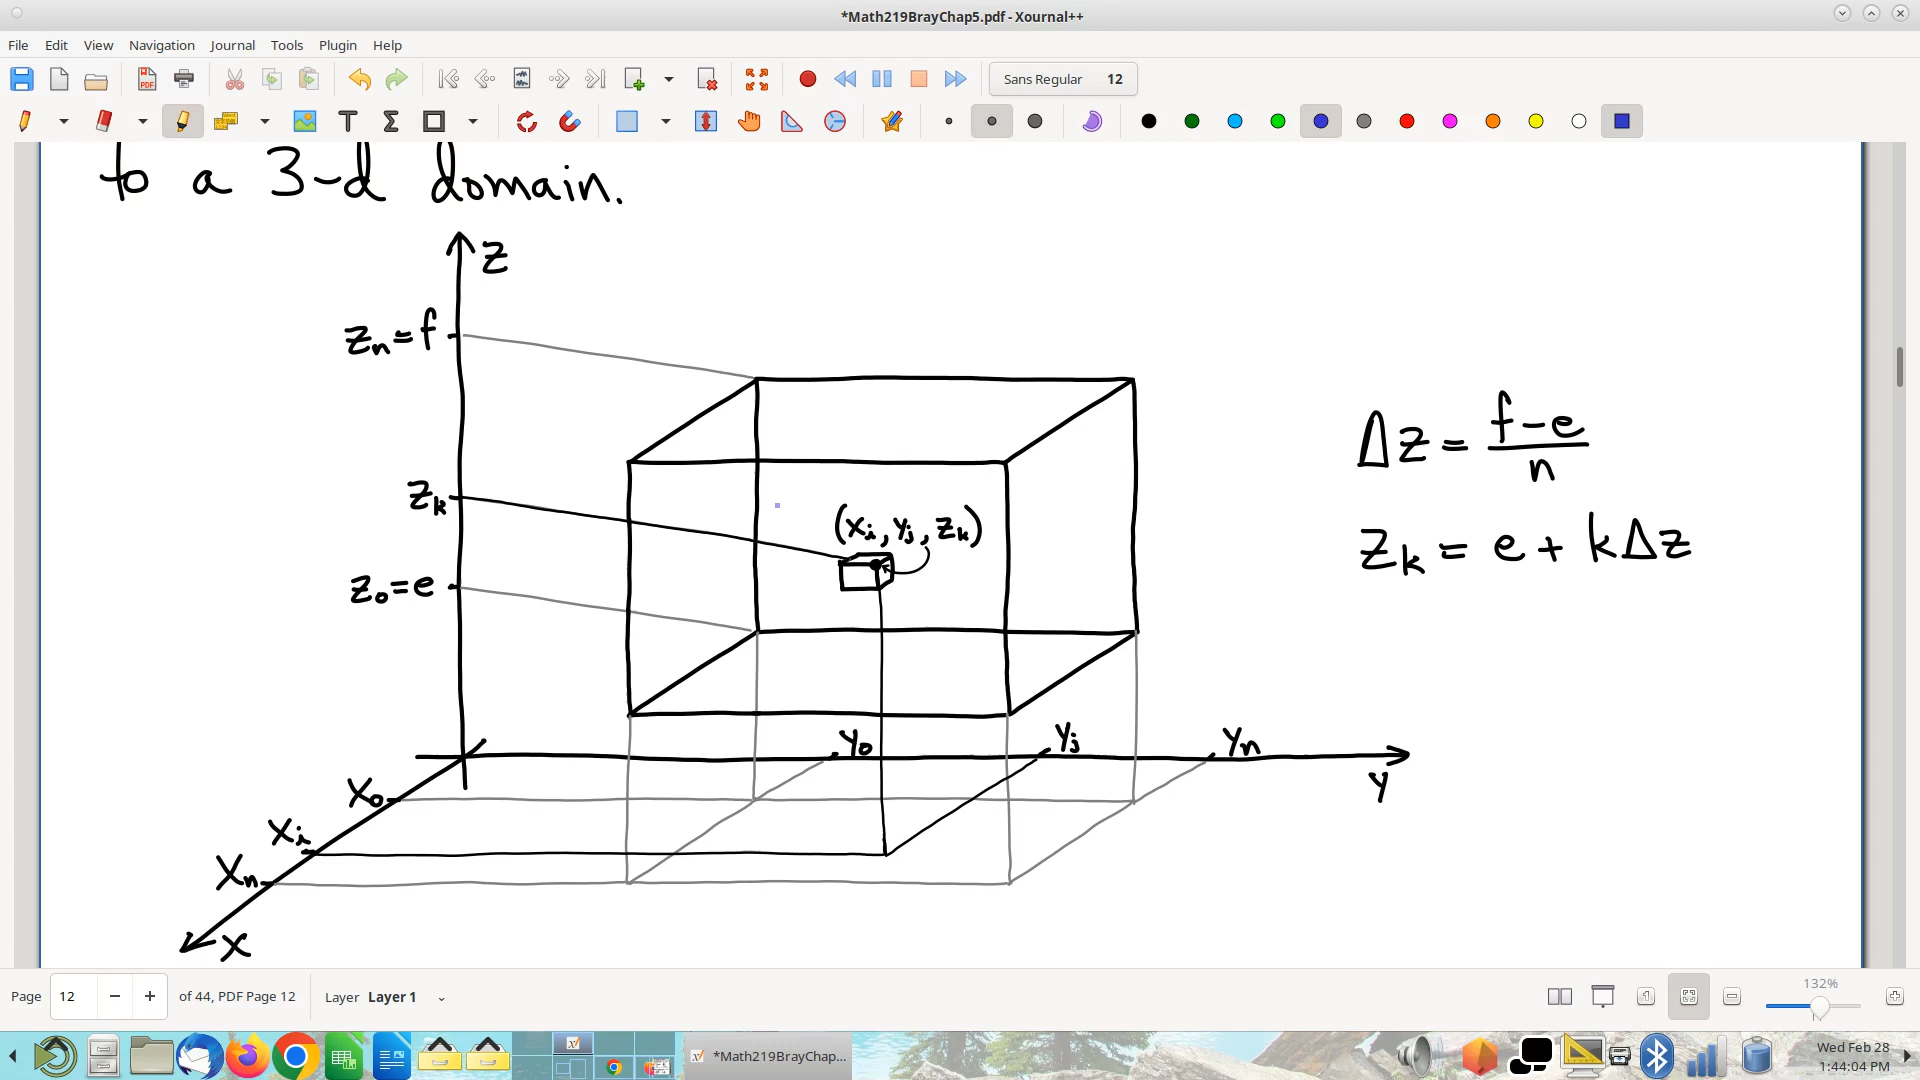 *Math219BrayChap5.pdf - Xournal++
File Edit View Navigation Journal Tools Plugin Help
PDF
Sans Regular 12
T Σ
to a 3-d domain.
z
zₙ = f
Δz = (f - e)/n
zₖ
(xᵢ, yⱼ, zₖ)
zₖ = e + kΔz
z₀ = e
y₀ yⱼ yₙ
y
x₀
xᵢ
xₙ
x
132%
Page 12 of 44, PDF Page 12 Layer Layer 1
*Math219BrayChap...
Wed Feb 28
1:44:04 PM